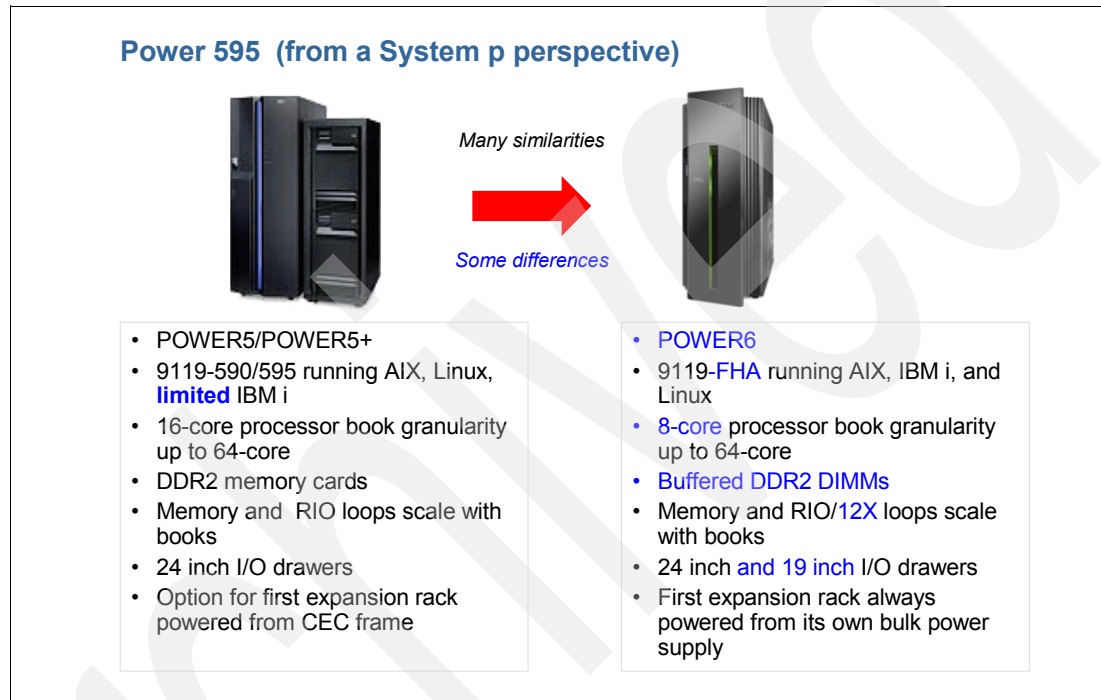 Power 595 (from a System p perspective)
Many similarities
Some differences
• POWER5/POWER5+
• 9119-590/595 running AIX, Linux,
limited IBM i
• 16-core processor book granularity
up to 64-core
• DDR2 memory cards
• Memory and RIO loops scale with
books
• 24 inch I/O drawers
• Option for first expansion rack
powered from CEC frame
• POWER6
• 9119-FHA running AIX, IBM i, and
Linux
• 8-core processor book granularity
up to 64-core
• Buffered DDR2 DIMMs
• Memory and RIO/12X loops scale
with books
• 24 inch and 19 inch I/O drawers
• First expansion rack always
powered from its own bulk power
supply